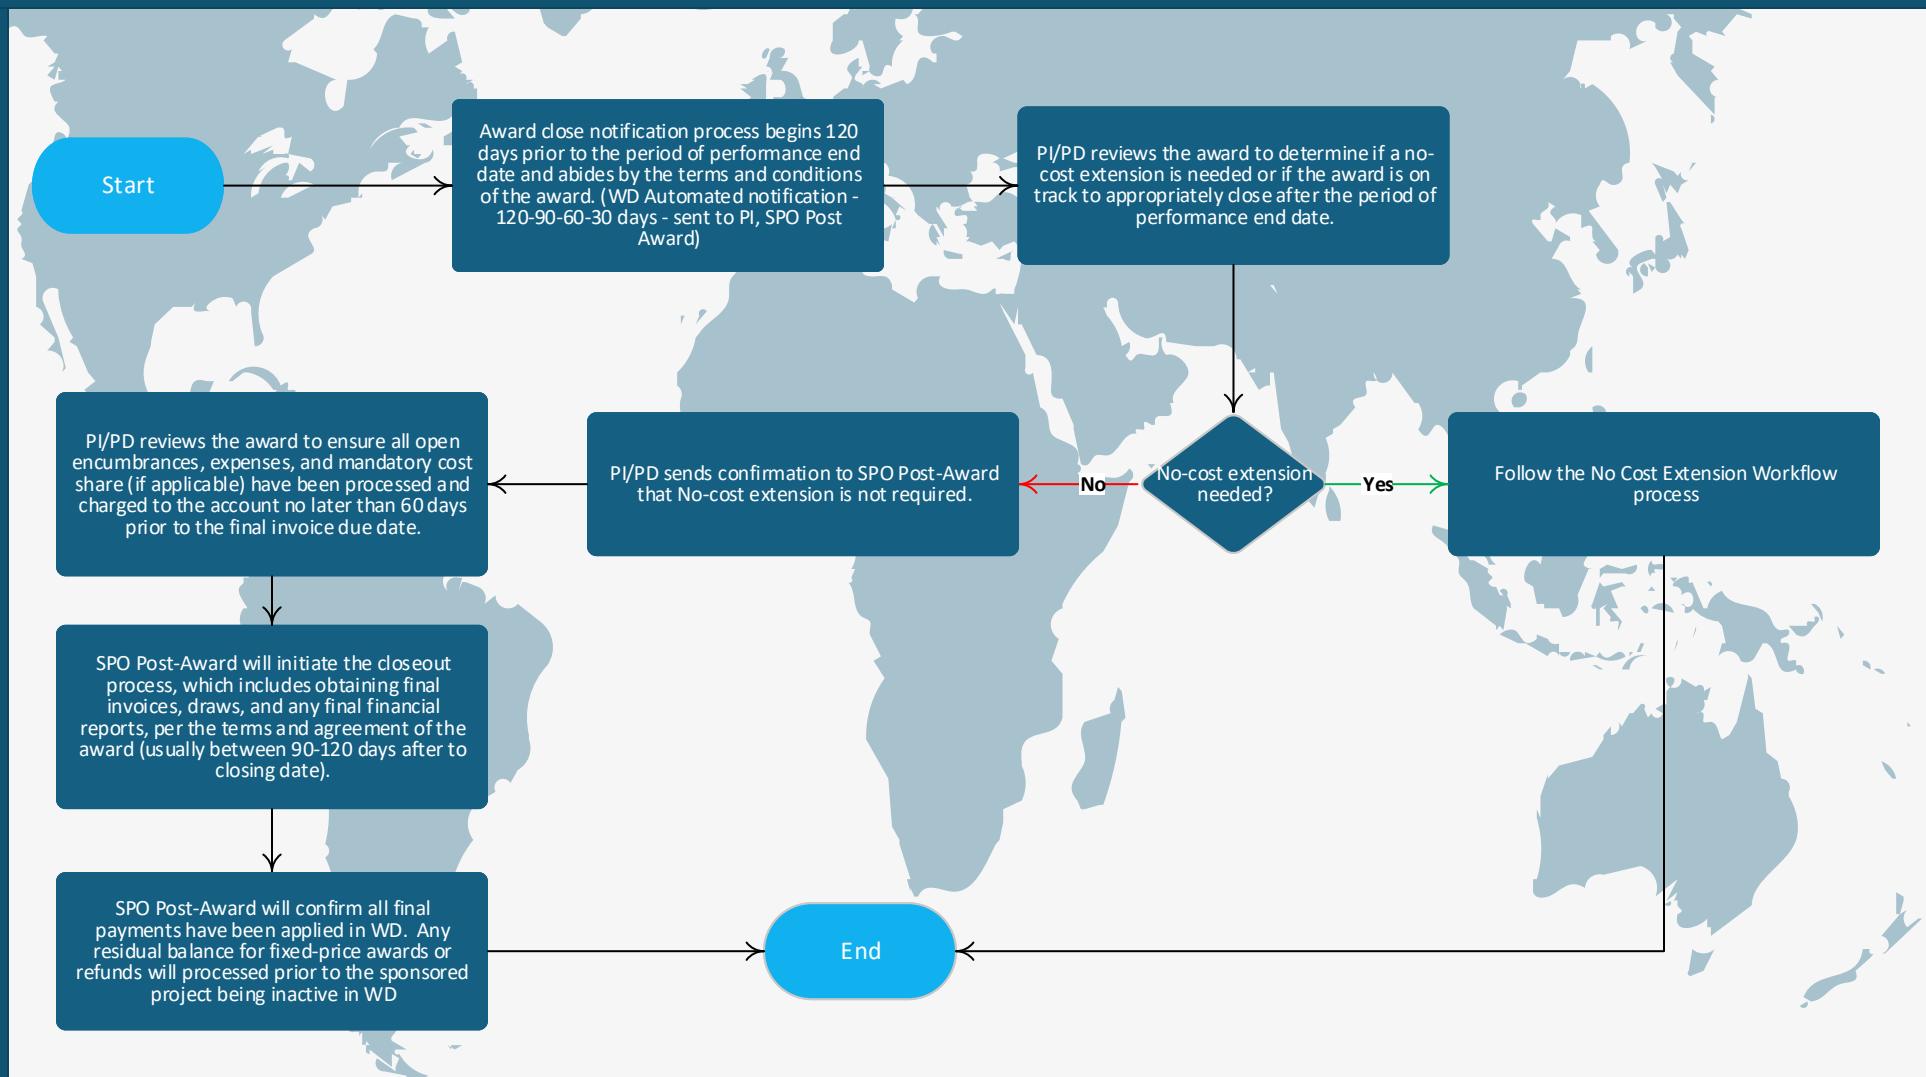 Start
Award close notification process begins 120
days prior to the period of performance end
date and abides by the terms and conditions
of the award. (WD Automated notification -
120-90-60-30 days - sent to PI, SPO Post
Award)
PI/PD reviews the award to determine if a no-
cost extension is needed or if the award is on
track to appropriately close after the period of
performance end date.
No-cost extension
needed?
Yes
Follow the No Cost Extension Workflow
process
No
PI/PD sends confirmation to SPO Post-Award
that No-cost extension is not required.
PI/PD reviews the award to ensure all open
encumbrances, expenses, and mandatory cost
share (if applicable) have been processed and
charged to the account no later than 60 days
prior to the final invoice due date.
SPO Post-Award will initiate the closeout
process, which includes obtaining final
invoices, draws, and any final financial
reports, per the terms and agreement of the
award (usually between 90-120 days after to
closing date).
SPO Post-Award will confirm all final
payments have been applied in WD.  Any
residual balance for fixed-price awards or
refunds will processed prior to the sponsored
project being inactive in WD
End